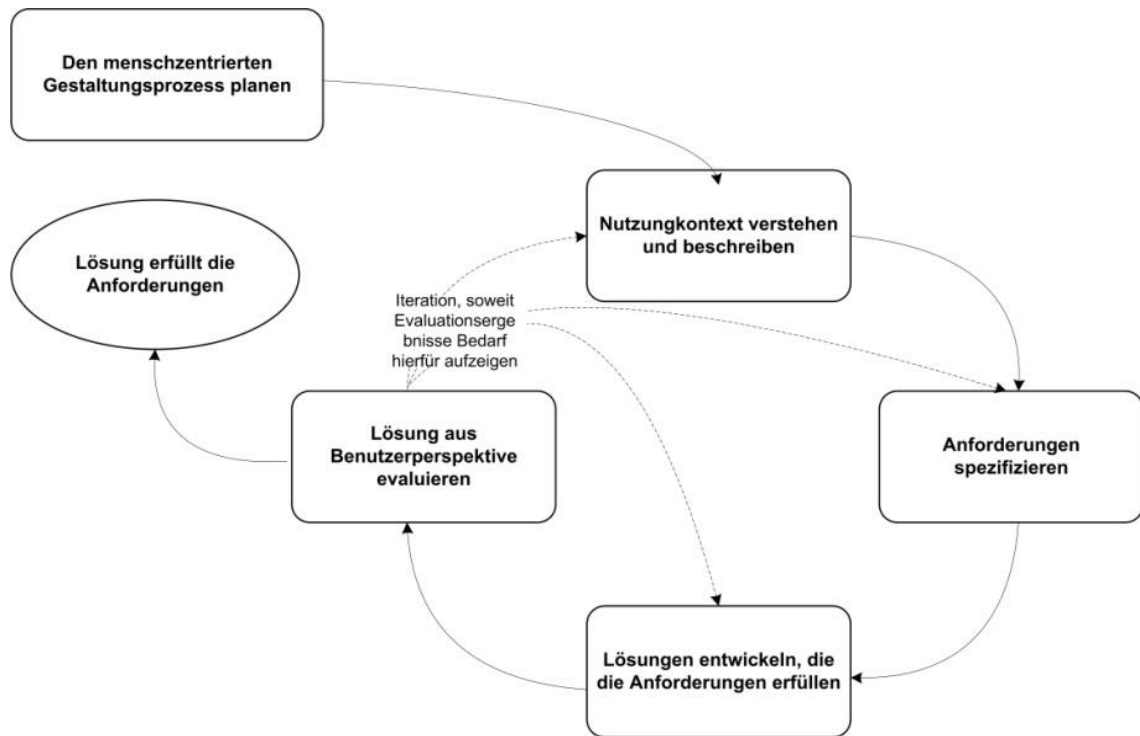 Den menschzentrierten
Gestaltungsprozess planen
Nutzungkontext verstehen
und beschreiben
Lösung erfüllt die
Anforderungen
Iteration, soweit
Evaluationserge
bnisse Bedarf
hierfür aufzeigen
Lösung aus
Benutzerperspektive
evaluieren
Anforderungen
spezifizieren
Lösungen entwickeln, die
die Anforderungen erfüllen